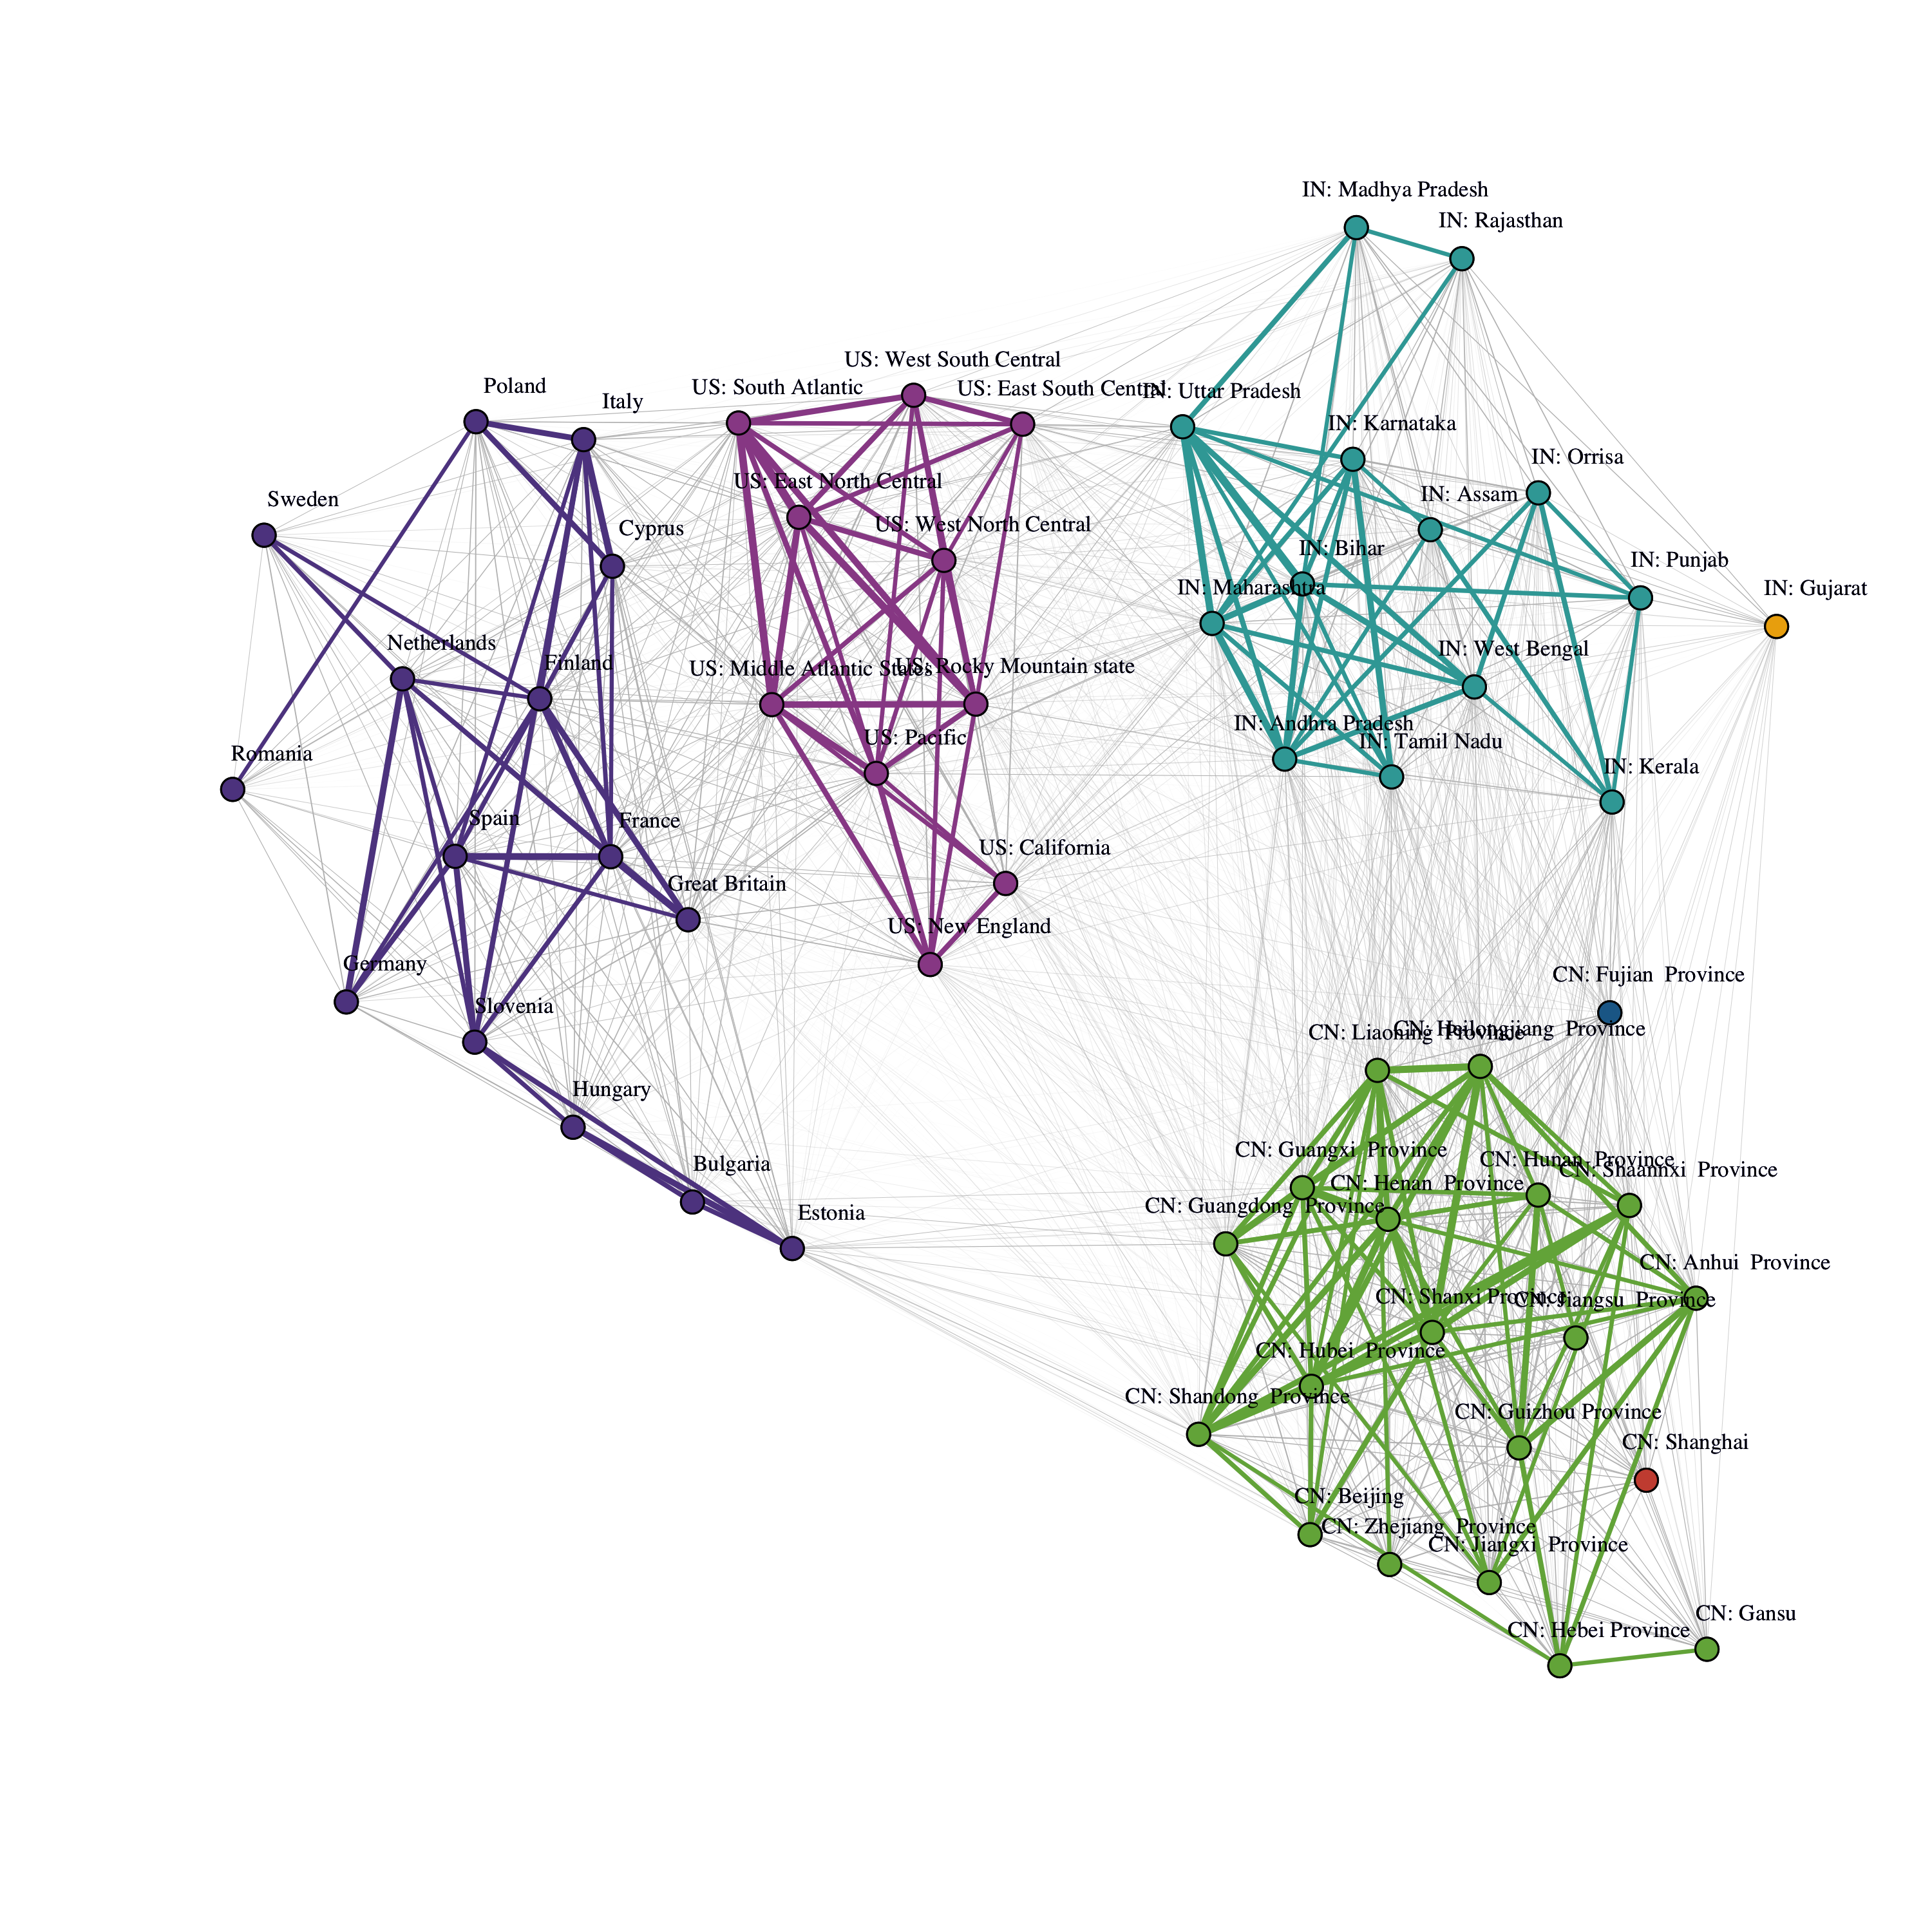 IN: Madhya Pradesh
IN: Rajasthan
US: West South Central
US: South Atlantic
US: East South Central
IN: Uttar Pradesh
Poland
Italy
IN: Karnataka
IN: Orrisa
US: East North Central
IN: Assam
Sweden
Cyprus
US: West North Central
IN: Bihar
IN: Punjab
IN: Maharashtra
IN: Gujarat
Netherlands
Finland
IN: West Bengal
US: Middle Atlantic States
US: Rocky Mountain state
IN: Andhra Pradesh
US: Pacific
IN: Tamil Nadu
Romania
IN: Kerala
Spain
France
US: California
Great Britain
US: New England
Germany
CN: Fujian  Province
Slovenia
CN: Liaoning  Province
CN: Heilongjiang  Province
Hungary
CN: Guangxi  Province
Bulgaria
CN: Hunan  Province
CN: Shaannxi  Province
CN: Henan  Province
CN: Guangdong  Province
Estonia
CN: Anhui  Province
CN: Shanxi Province
CN: Jiangsu  Province
CN: Hubei  Province
CN: Shandong  Province
CN: Guizhou Province
CN: Shanghai
CN: Beijing
CN: Zhejiang  Province
CN: Jiangxi  Province
CN: Gansu
CN: Hebei Province